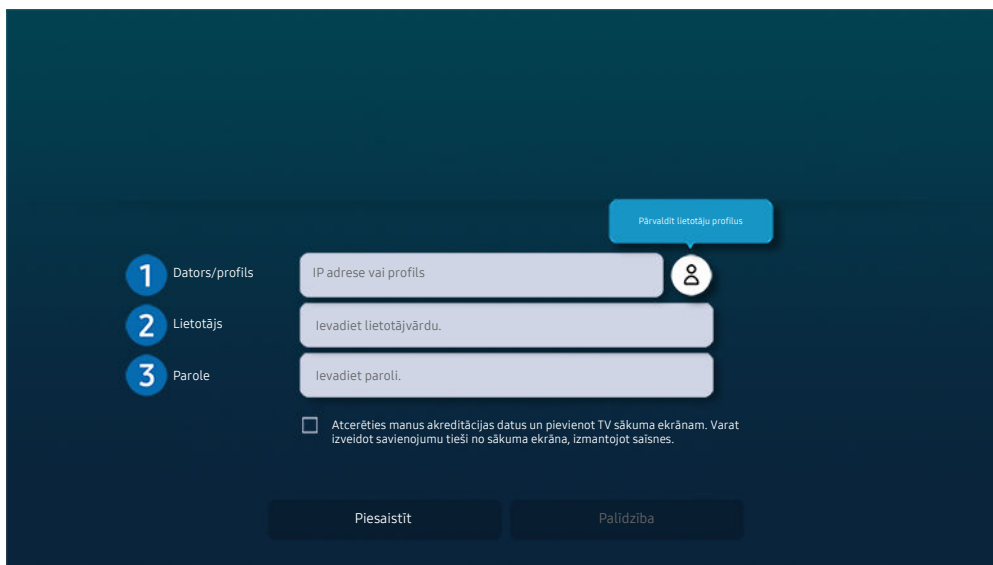 Pārvaldīt lietotāju profilus
1 Dators/profils IP adrese vai profils
2 Lietotājs Ievadiet lietotājvārdu.
3 Parole Ievadiet paroli.
Atcerēties manus akreditācijas datus un pievienot TV sākuma ekrānam. Varat
izveidot savienojumu tieši no sākuma ekrāna, izmantojot saīsnes.
Piesaistīt Palīdzība